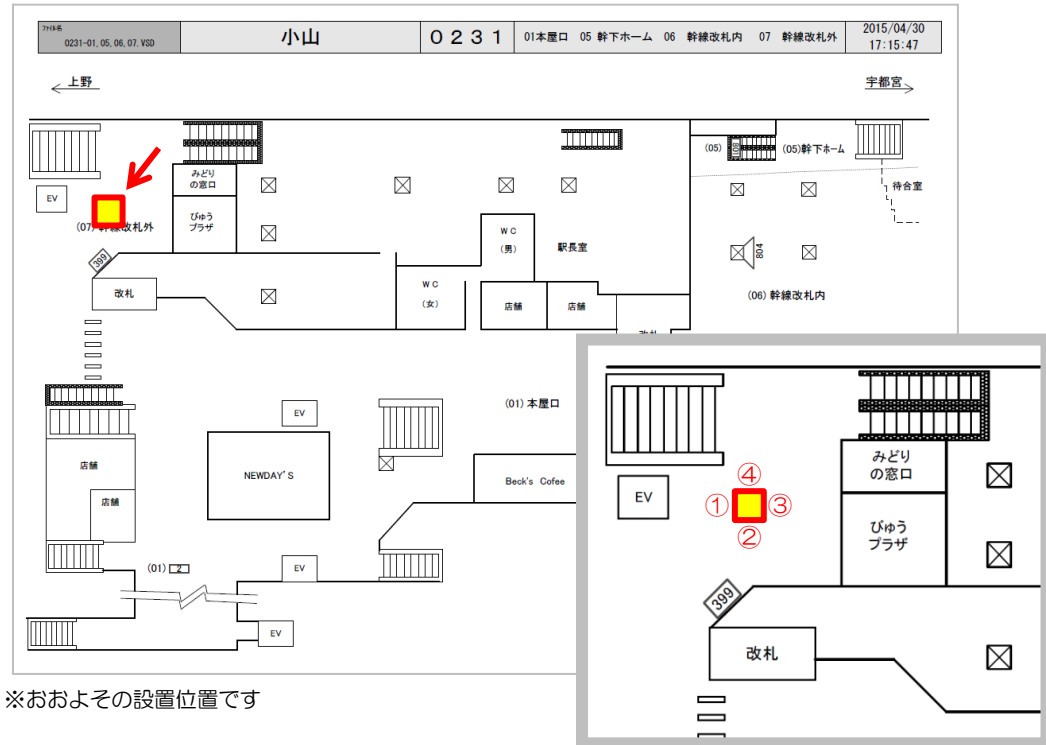 ファイル名
0231-01, 05, 06, 07. VSD
小山
0231
01本屋口 05 幹下ホーム 06 幹線改札内 07 幹線改札外
2015/04/30
17:15:47
上野
宇都宮
(05)
801
(05)幹下ホーム
待合室
EV
みどり
の窓口
(07)幹線改札外
びゅう
プラザ
WC
(男)
駅長室
804
399
改札
WC
(女)
店舗
店舗
(06)幹線改札内
改札
(01)本屋口
EV
店舗
NEWDAY'S
Beck's Cofee
店舗
(01)
2
EV
EV
みどり
の窓口
EV
④
①
③
②
びゅう
プラザ
399
改札
※おおよその設置位置です